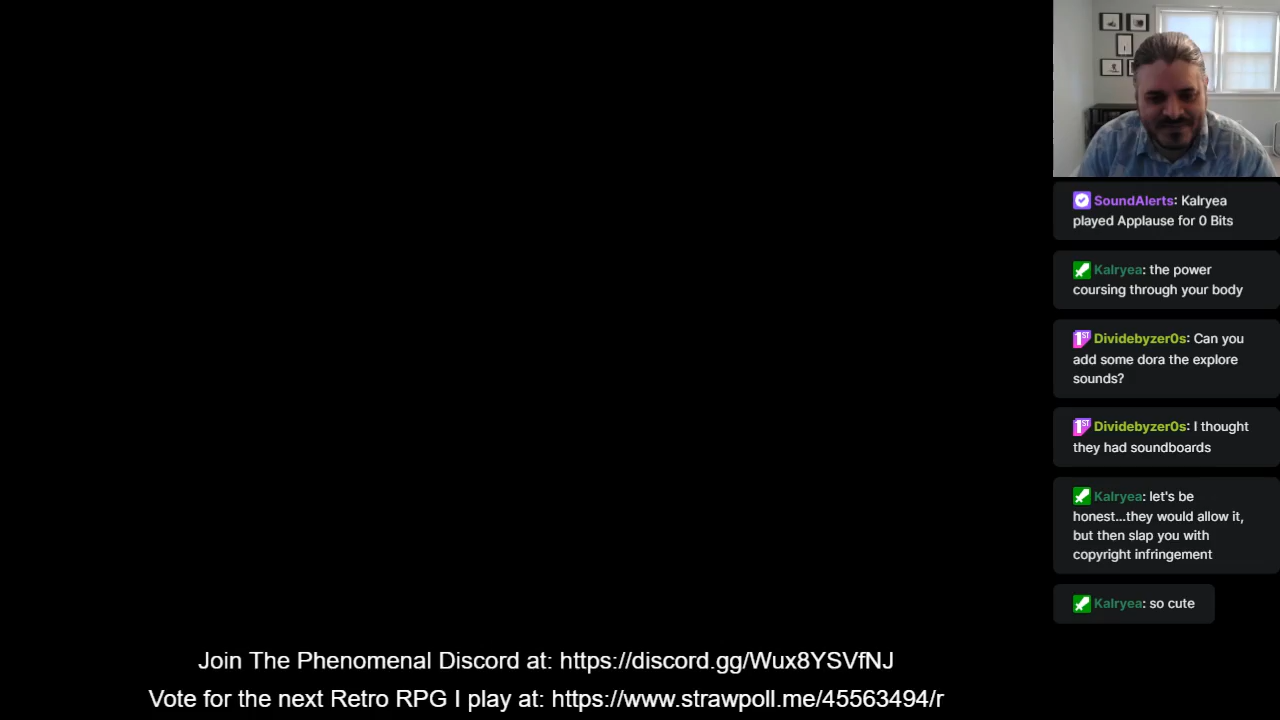 SoundAlerts: Kalryea
played Applause for 0 Bits
Kalryea: the power
coursing through your body
1ST Dividebyzer0s: Can you
add some dora the explore
sounds?
1ST Dividebyzer0s: I thought
they had soundboards
Kalryea: let's be
honest...they would allow it,
but then slap you with
copyright infringement
Kalryea: so cute
Join The Phenomenal Discord at: https://discord.gg/Wux8YSVfNJ
Vote for the next Retro RPG I play at: https://www.strawpoll.me/45563494/r